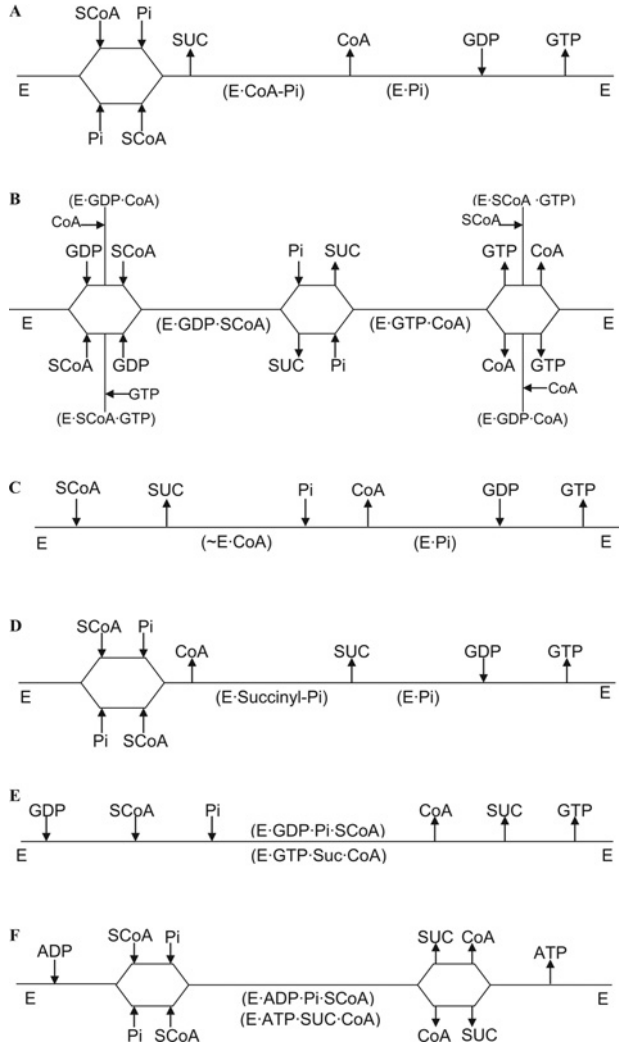 A
SCoA Pi
SUC CoA GDP GTP
E (E·CoA-Pi) (E·Pi) E
Pi SCoA
B
(E·GDP·CoA) (E·SCoA ·GTP)
CoA SCoA
GDP SCoA Pi SUC GTP CoA
E (E·GDP·SCoA) (E·GTP·CoA) E
SCoA GDP SUC Pi CoA GTP
GTP CoA
(E·SCoA·GTP) (E·GDP·CoA)
C
SCoA SUC Pi CoA GDP GTP
E (~E·CoA) (E·Pi) E
D
SCoA Pi
CoA SUC GDP GTP
E (E·Succinyl-Pi) (E·Pi) E
Pi SCoA
E
GDP SCoA Pi CoA SUC GTP
(E·GDP·Pi·SCoA)
E (E·GTP·Suc·CoA) E
F
ADP SCoA Pi SUC CoA ATP
E (E·ADP·Pi·SCoA) E
(E·ATP·SUC·CoA)
Pi SCoA CoA SUC